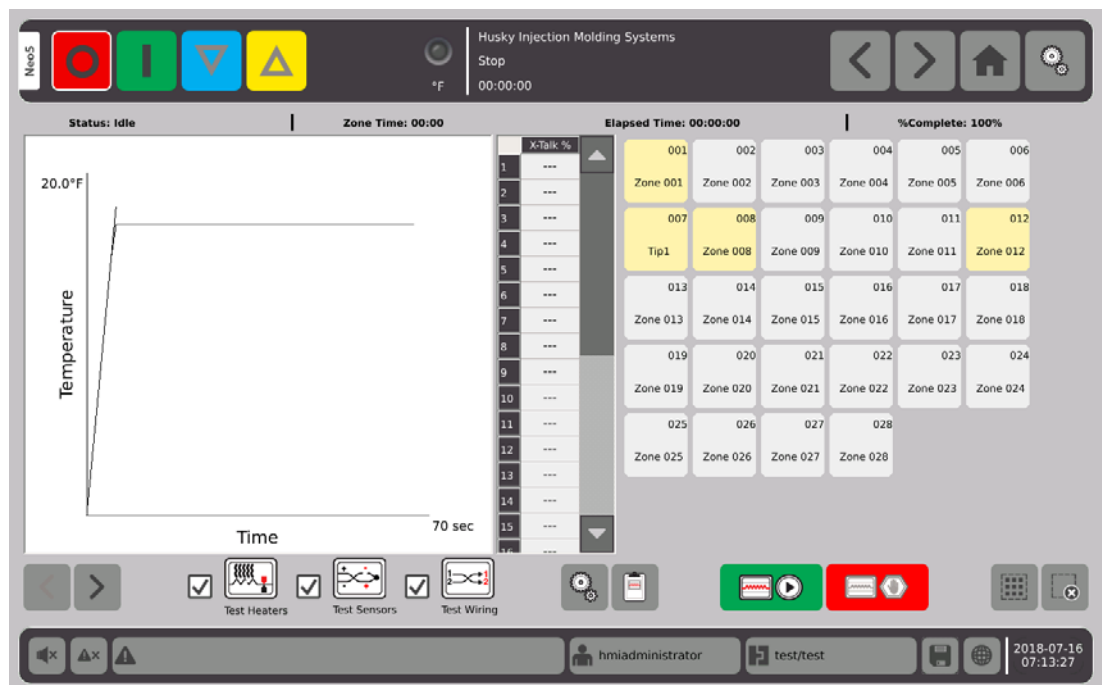 Neo5
Husky Injection Molding Systems
Stop
°F 00:00:00
Status: Idle
Zone Time: 00:00
Elapsed Time: 00:00:00
%Complete: 100%
20.0°F
Temperature
Time
70 sec
X-Talk %
1 ---
2 ---
3 ---
4 ---
5 ---
6 ---
7 ---
8 ---
9 ---
10 ---
11 ---
12 ---
13 ---
14 ---
15 ---
16 ---
001 002 003 004 005 006
Zone 001 Zone 002 Zone 003 Zone 004 Zone 005 Zone 006
007 008 009 010 011 012
Tip1 Zone 008 Zone 009 Zone 010 Zone 011 Zone 012
013 014 015 016 017 018
Zone 013 Zone 014 Zone 015 Zone 016 Zone 017 Zone 018
019 020 021 022 023 024
Zone 019 Zone 020 Zone 021 Zone 022 Zone 023 Zone 024
025 026 027 028
Zone 025 Zone 026 Zone 027 Zone 028
1 1
2 2
Test Heaters Test Sensors Test Wiring
hmiadministrator
test/test
2018-07-16
07:13:27